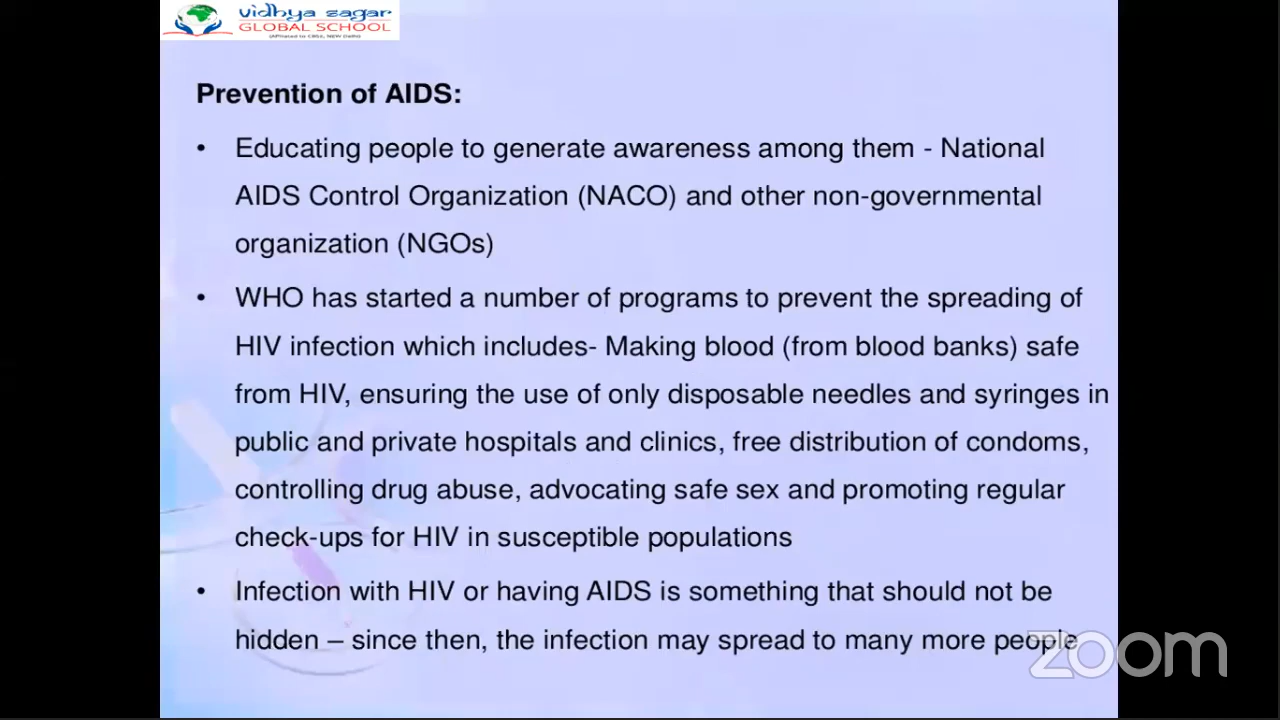 vidhya sagar
GLOBAL SCHOOL
(Affiliated to CBSE, NEW Delhi)
Prevention of AIDS:
• Educating people to generate awareness among them - National
AIDS Control Organization (NACO) and other non-governmental
organization (NGOs)
• WHO has started a number of programs to prevent the spreading of
HIV infection which includes- Making blood (from blood banks) safe
from HIV, ensuring the use of only disposable needles and syringes in
public and private hospitals and clinics, free distribution of condoms,
controlling drug abuse, advocating safe sex and promoting regular
check-ups for HIV in susceptible populations
• Infection with HIV or having AIDS is something that should not be
hidden – since then, the infection may spread to many more people
zoom